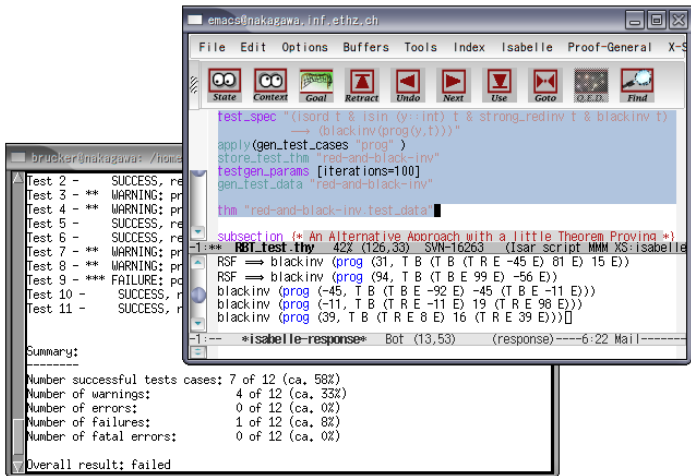 emacs@nakagawa.inf.ethz.ch
File Edit Options Buffers Tools Index Isabelle Proof-General X-S
State Context Goal Retract Undo Next Use Goto Q.E.D. Find
test_spec "(isord t & isin (y::int) t & strong_redinv t & blackinv t)
⟶ (blackinv(prog(y,t)))"
apply(gen_test_cases "prog" )
store_test_thm "red-and-black-inv"
testgen_params [iterations=100]
gen_test_data "red-and-black-inv"
thm "red-and-black-inv.test_data"
subsection {* An Alternative Approach with a little Theorem Proving *}
-1:** RBT_test.thy 42% (126,33) SVN-16263 (Isar script MMM XS:isabelle
RSF ⟹ blackinv (prog (31, T B (T B (T R E -45 E) 81 E) 15 E))
RSF ⟹ blackinv (prog (94, T B (T B E 99 E) -56 E))
blackinv (prog (-45, T B (T B E -92 E) -45 (T B E -11 E)))
blackinv (prog (-11, T B (T R E -11 E) 19 (T R E 98 E)))
blackinv (prog (39, T B (T R E 8 E) 16 (T R E 39 E)))
-1:-- *isabelle-response* Bot (13,53) (response)----6:22 Mail-------
brucker@nakagawa: /home
Test 2 - SUCCESS, re
Test 3 - ** WARNING: pr
Test 4 - ** WARNING: pr
Test 5 - SUCCESS, re
Test 6 - SUCCESS, re
Test 7 - ** WARNING: pr
Test 8 - ** WARNING: pr
Test 9 - *** FAILURE: po
Test 10 - SUCCESS, r
Test 11 - SUCCESS, r
Summary:
--------
Number successful tests cases: 7 of 12 (ca. 58%)
Number of warnings: 4 of 12 (ca. 33%)
Number of errors: 0 of 12 (ca. 0%)
Number of failures: 1 of 12 (ca. 8%)
Number of fatal errors: 0 of 12 (ca. 0%)
Overall result: failed